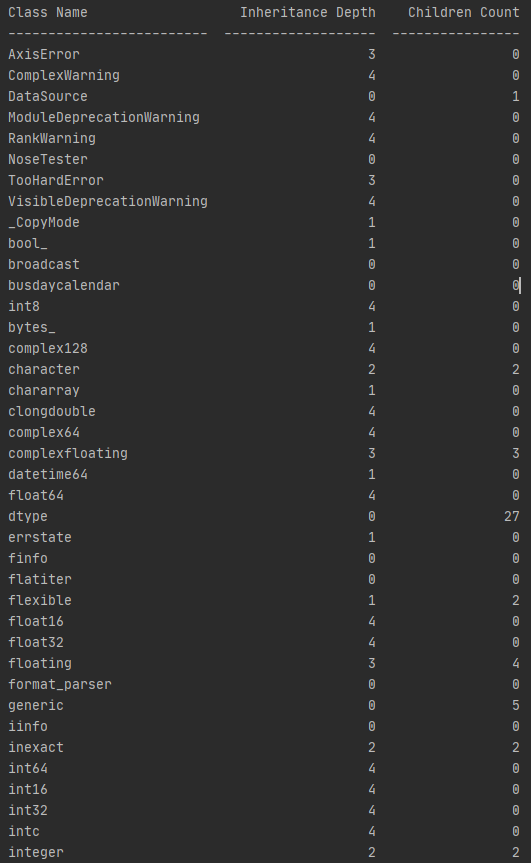 Class Name Inheritance Depth Children Count
------------------------- ------------------- ----------------
AxisError 3 0
ComplexWarning 4 0
DataSource 0 1
ModuleDeprecationWarning 4 0
RankWarning 4 0
NoseTester 0 0
TooHardError 3 0
VisibleDeprecationWarning 4 0
_CopyMode 1 0
bool_ 1 0
broadcast 0 0
busdaycalendar 0 0
int8 4 0
bytes_ 1 0
complex128 4 0
character 2 2
chararray 1 0
clongdouble 4 0
complex64 4 0
complexfloating 3 3
datetime64 1 0
float64 4 0
dtype 0 27
errstate 1 0
finfo 0 0
flatiter 0 0
flexible 1 2
float16 4 0
float32 4 0
floating 3 4
format_parser 0 0
generic 0 5
iinfo 0 0
inexact 2 2
int64 4 0
int16 4 0
int32 4 0
intc 4 0
integer 2 2